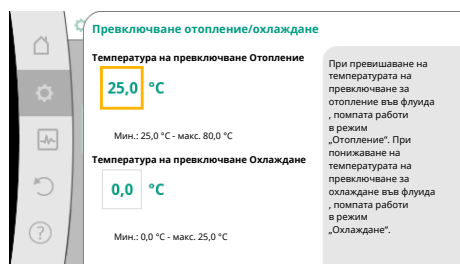 Превключване отопление/охлаждане
Температура на превключване Отопление
25,0 °C
Мин.: 25,0 °C - макс. 80,0 °C
Температура на превключване Охлаждане
0,0 °C
Мин.: 0,0 °C - макс. 25,0 °C
При превишаване на
температурата на
превключване за
отопление във флуида
, помпата работи
в режим
„Отопление“. При
понижаване на
температурата на
превключване за
охлаждане във флуида
, помпата работи
в режим
„Охлаждане“.